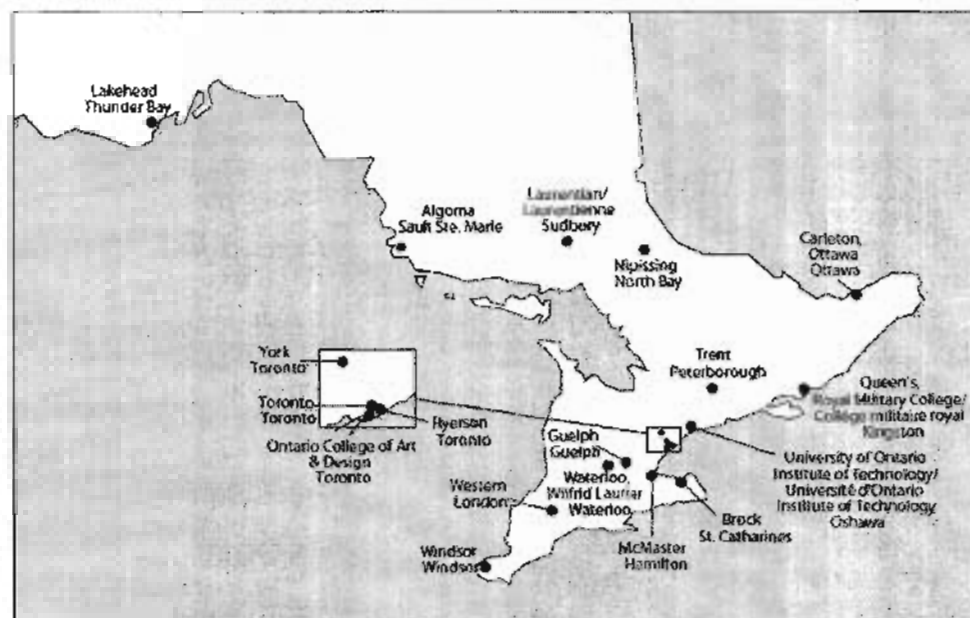 Lakehead
Thunder Bay
Algoma
Sault Ste. Marie
Laurentian/
Laurentienne
Sudbury
Nipissing
North Bay
Carleton,
Ottawa
Ottawa
York
Toronto
Toronto
Toronto
Ryerson
Toronto
Ontario College of Art
& Design
Toronto
Trent
Peterborough
Queen's,
Royal Military College/
Collège militaire royal
Kingston
Guelph
Guelph
Waterloo,
Wilfrid Laurier
Waterloo
Western
London
Windsor
Windsor
McMaster
Hamilton
Brock
St. Catharines
University of Ontario
Institute of Technology/
Université d'Ontario
Institute of Technology
Oshawa